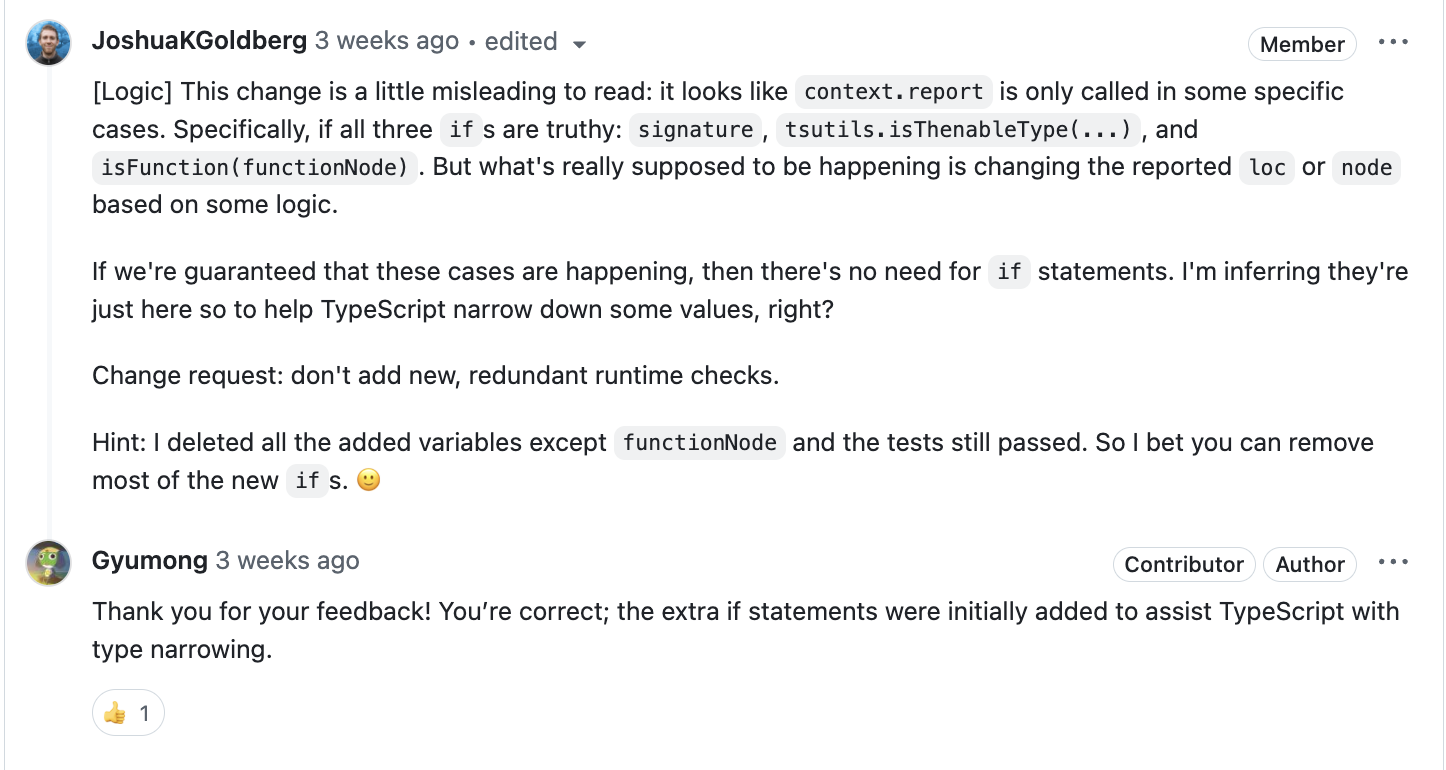 JoshuaKGoldberg 3 weeks ago • edited
Member
[Logic] This change is a little misleading to read: it looks like context.report is only called in some specific
cases. Specifically, if all three if s are truthy: signature , tsutils.isThenableType(...) , and
isFunction(functionNode) . But what's really supposed to be happening is changing the reported loc or node
based on some logic.
If we're guaranteed that these cases are happening, then there's no need for if statements. I'm inferring they're
just here so to help TypeScript narrow down some values, right?
Change request: don't add new, redundant runtime checks.
Hint: I deleted all the added variables except functionNode and the tests still passed. So I bet you can remove
most of the new if s. 🙂
Gyumong 3 weeks ago
Contributor Author
Thank you for your feedback! You’re correct; the extra if statements were initially added to assist TypeScript with
type narrowing.
👍 1